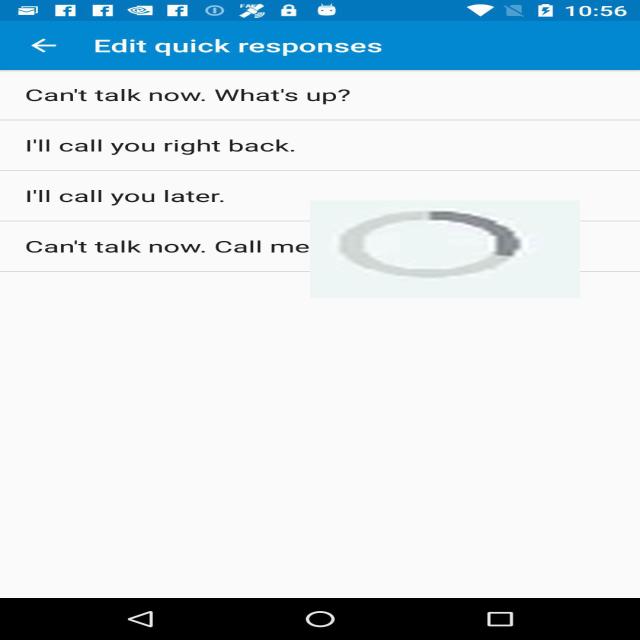 10:56
Edit quick responses
Can't talk now. What's up?
I'll call you right back.
I'll call you later.
Can't talk now. Call me